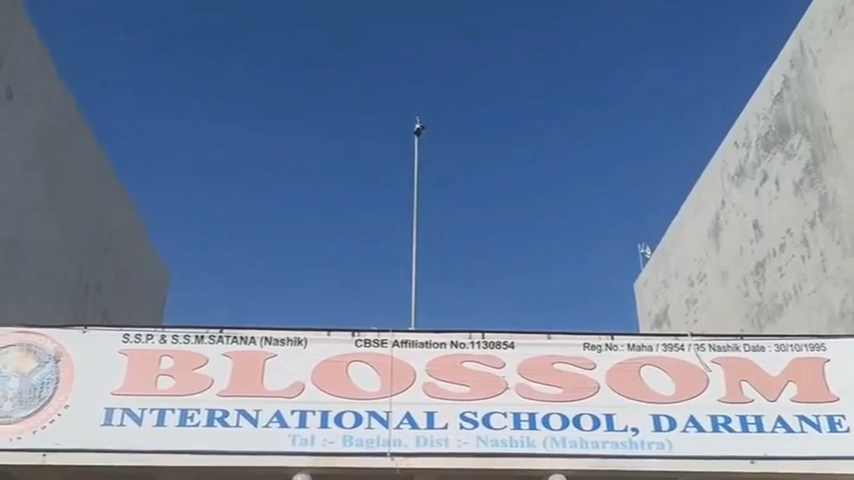 S.S.P. & S.S.M.SATANA (Nashik) CBSE Affiliation No.1130854 Reg.No.: Maha / 3954 / 95 Nashik Date : 30/10/1995
BLOSSOM
INTERNATIONAL SCHOOL, DARHANE.
Tal :- Baglan, Dist :- Nashik (Maharashtra)